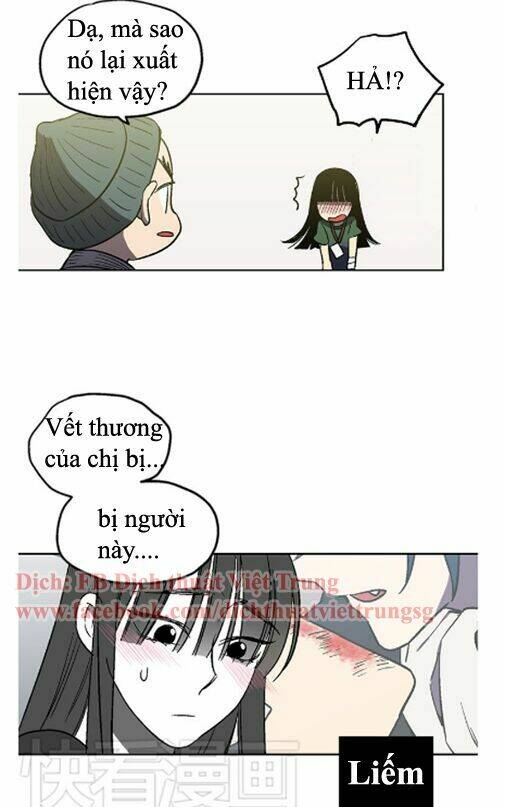 Dạ, mà sao
nó lại xuất
hiện vậy?
HẢ!?
Vết thương
của chị bị...
bị người
này....
Dịch: FB Dịch thuật Việt Trung
www.facebook.com/dichthuatviettrungsg
快看漫画
Liếm